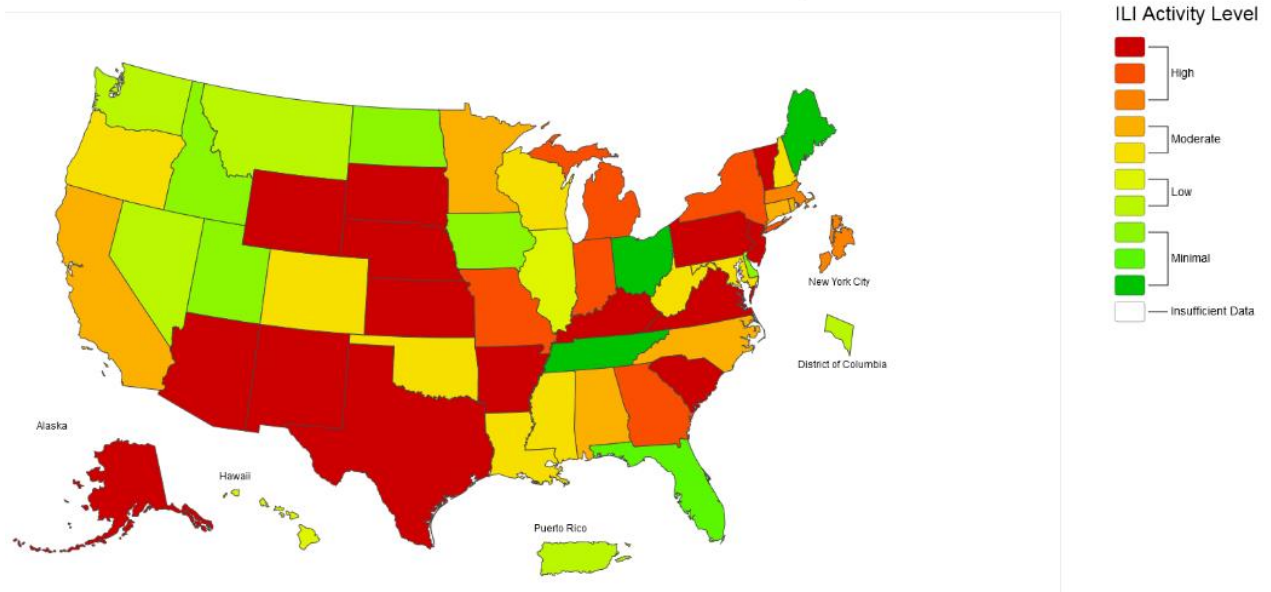 ILI Activity Level
High
Moderate
Low
Minimal
Insufficient Data
New York City
District of Columbia
Alaska
Hawaii
Puerto Rico